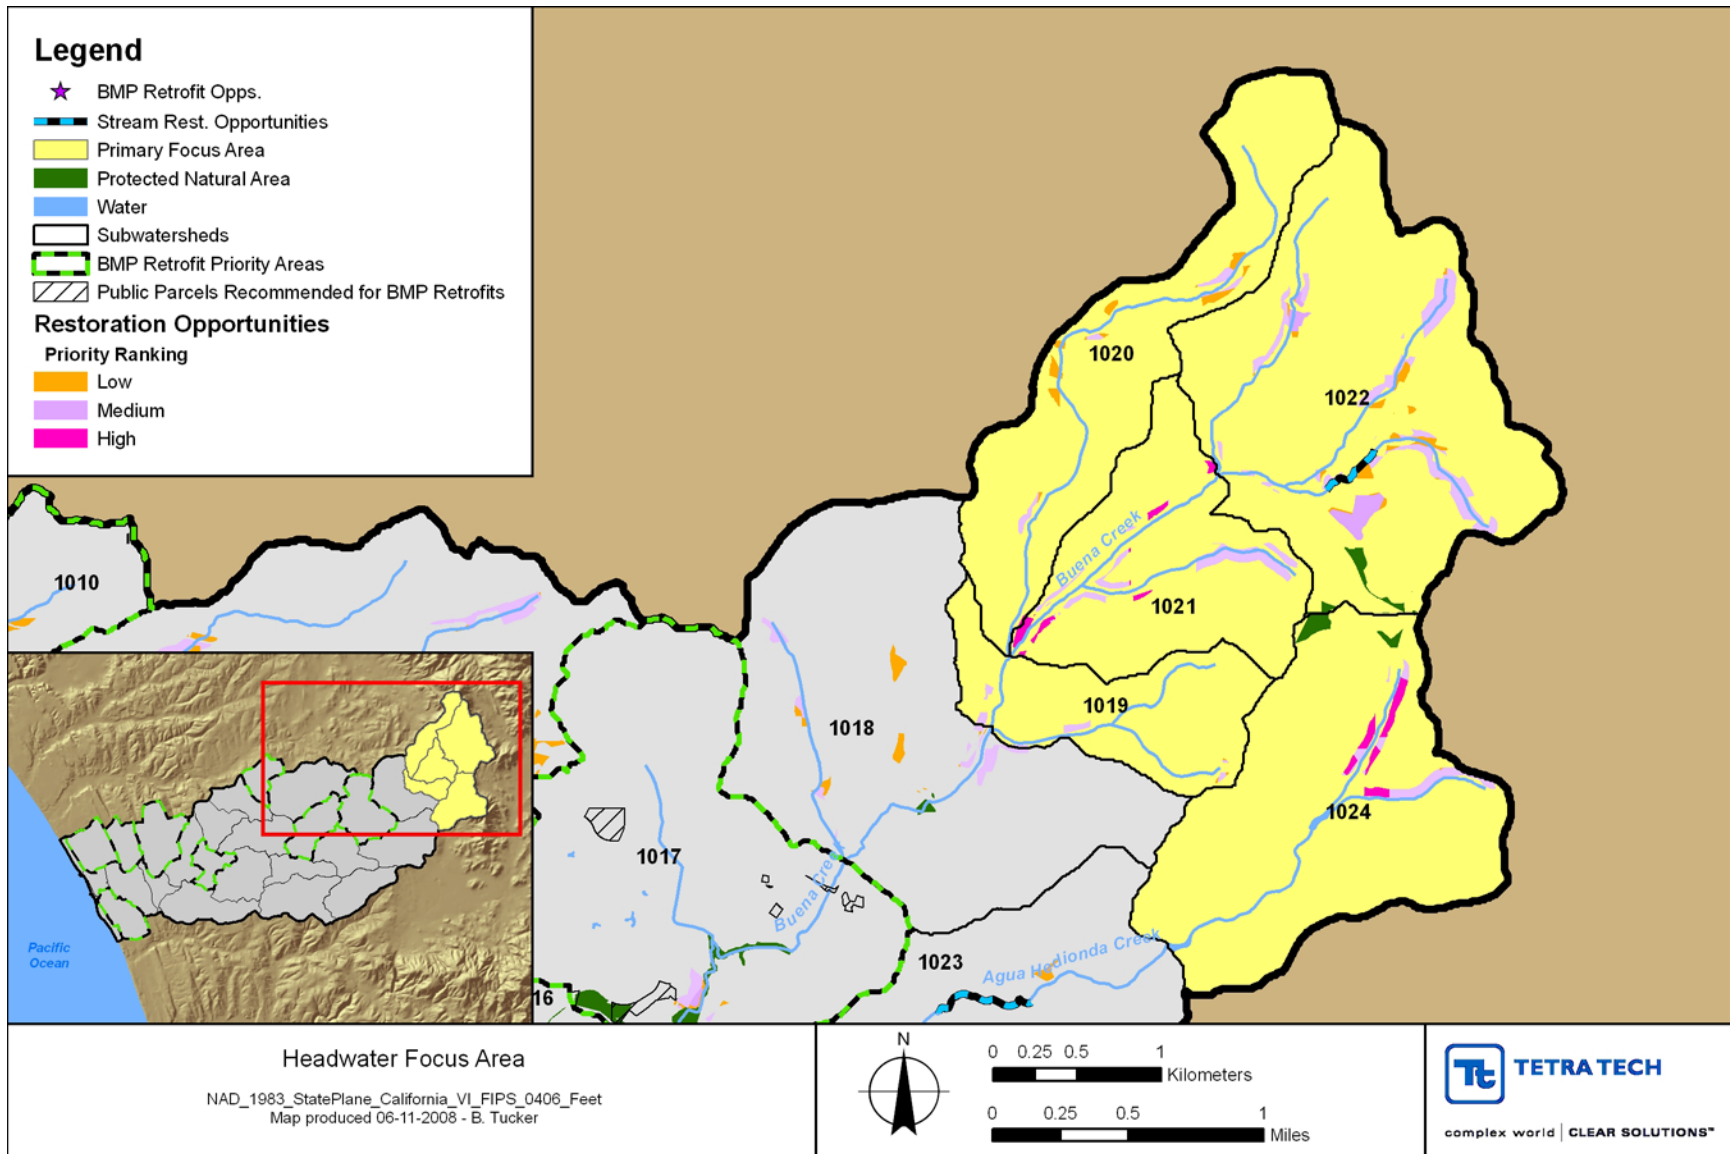 Legend
BMP Retrofit Opps.
Stream Rest. Opportunities
Primary Focus Area
Protected Natural Area
Water
Subwatersheds
BMP Retrofit Priority Areas
Public Parcels Recommended for BMP Retrofits
Restoration Opportunities
Priority Ranking
Low
Medium
High
1020
1022
Buena Creek
1010
1021
1019
1018
1024
1017
Buena Creek
Agua Hedionda Creek
1023
16
Pacific
Ocean
Headwater Focus Area
NAD_1983_StatePlane_California_VI_FIPS_0406_Feet
Map produced 06-11-2008 - B. Tucker
N
0 0.25 0.5 1
Kilometers
0 0.25 0.5 1
Miles
Tt TETRA TECH
complex world | CLEAR SOLUTIONS™